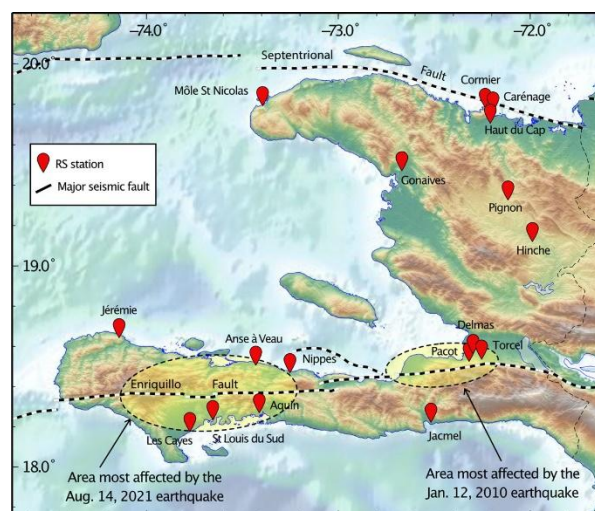 -74.0
-73.0
-72.0
20.0
Septentrional
Fault
Cormier
Carénage
Môle St Nicolas
Haut du Cap
RS station
Major seismic fault
Gonaives
Pignon
Hinche
19.0
Jérémie
Delmas
Anse à Veau
Pacot
Torcel
Nippes
Enriquillo
Fault
Aquin
Les Cayes
St Louis du Sud
Jacmel
18.0
Area most affected by the
Aug. 14, 2021 earthquake
Area most affected by the
Jan. 12, 2010 earthquake